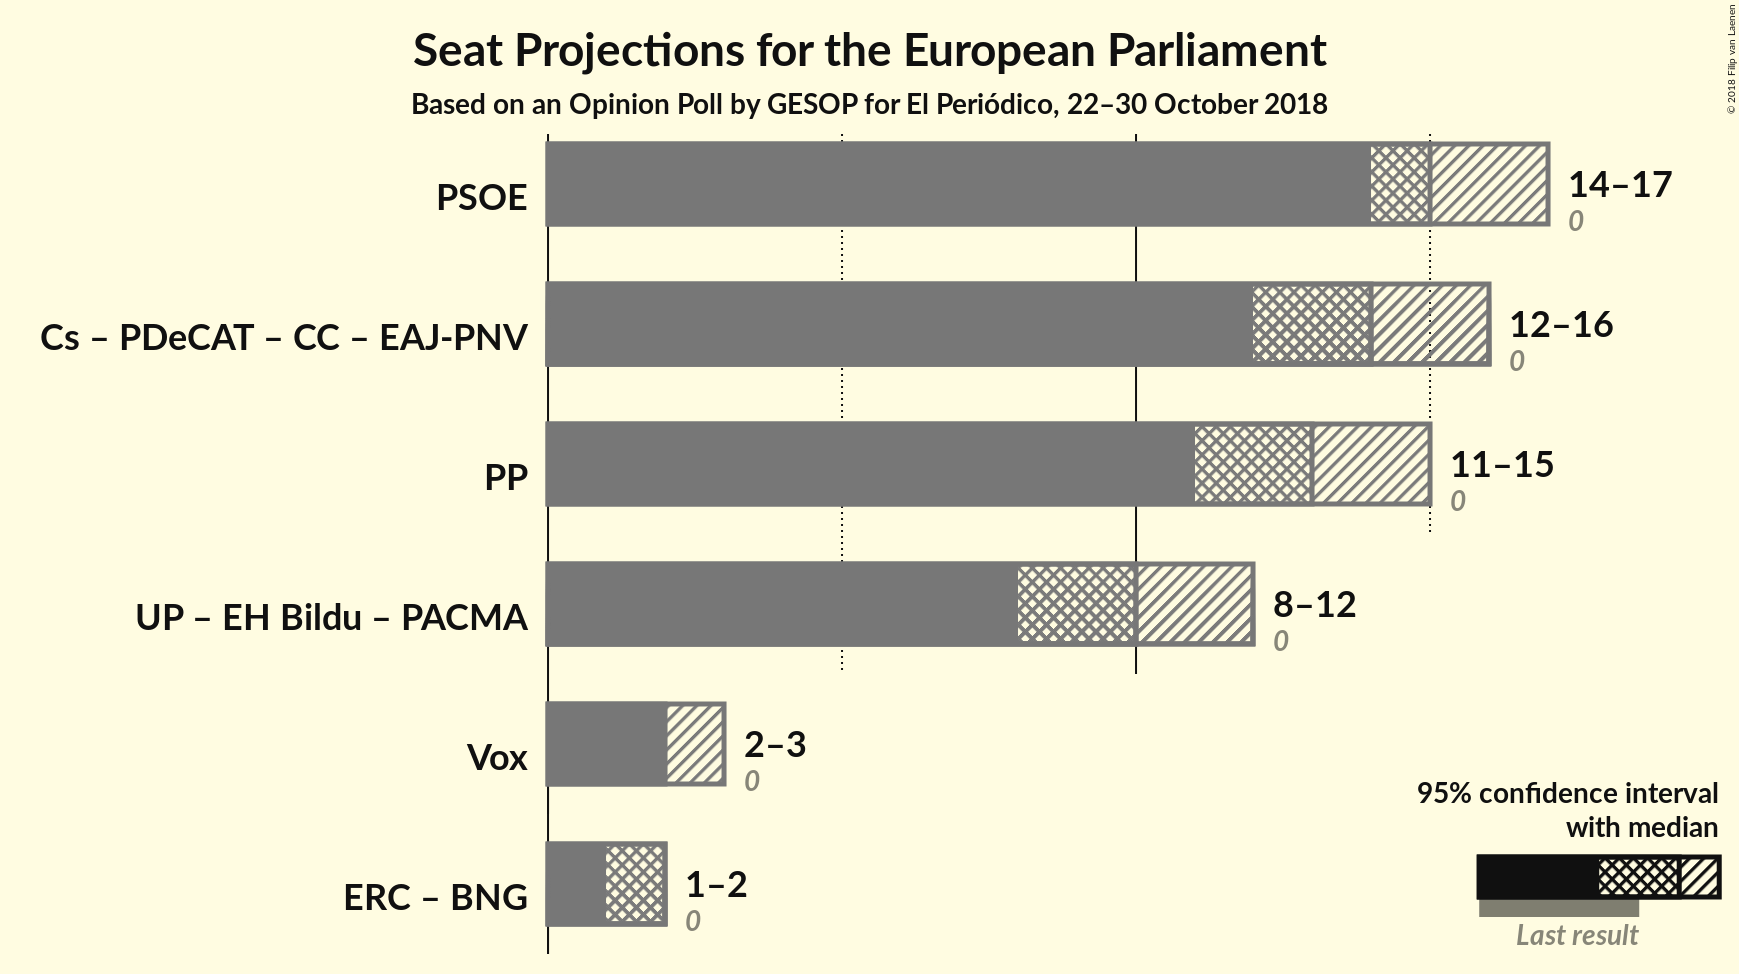 Seat Projections for the European Parliament
Based on an Opinion Poll by GESOP for El Periódico, 22–30 October 2018
© 2018 Filip van Laenen
PSOE
14–17
0
Cs – PDeCAT – CC – EAJ-PNV
12–16
0
PP
11–15
0
UP – EH Bildu – PACMA
8–12
0
Vox
2–3
0
ERC – BNG
1–2
0
95% confidence interval
with median
Last result